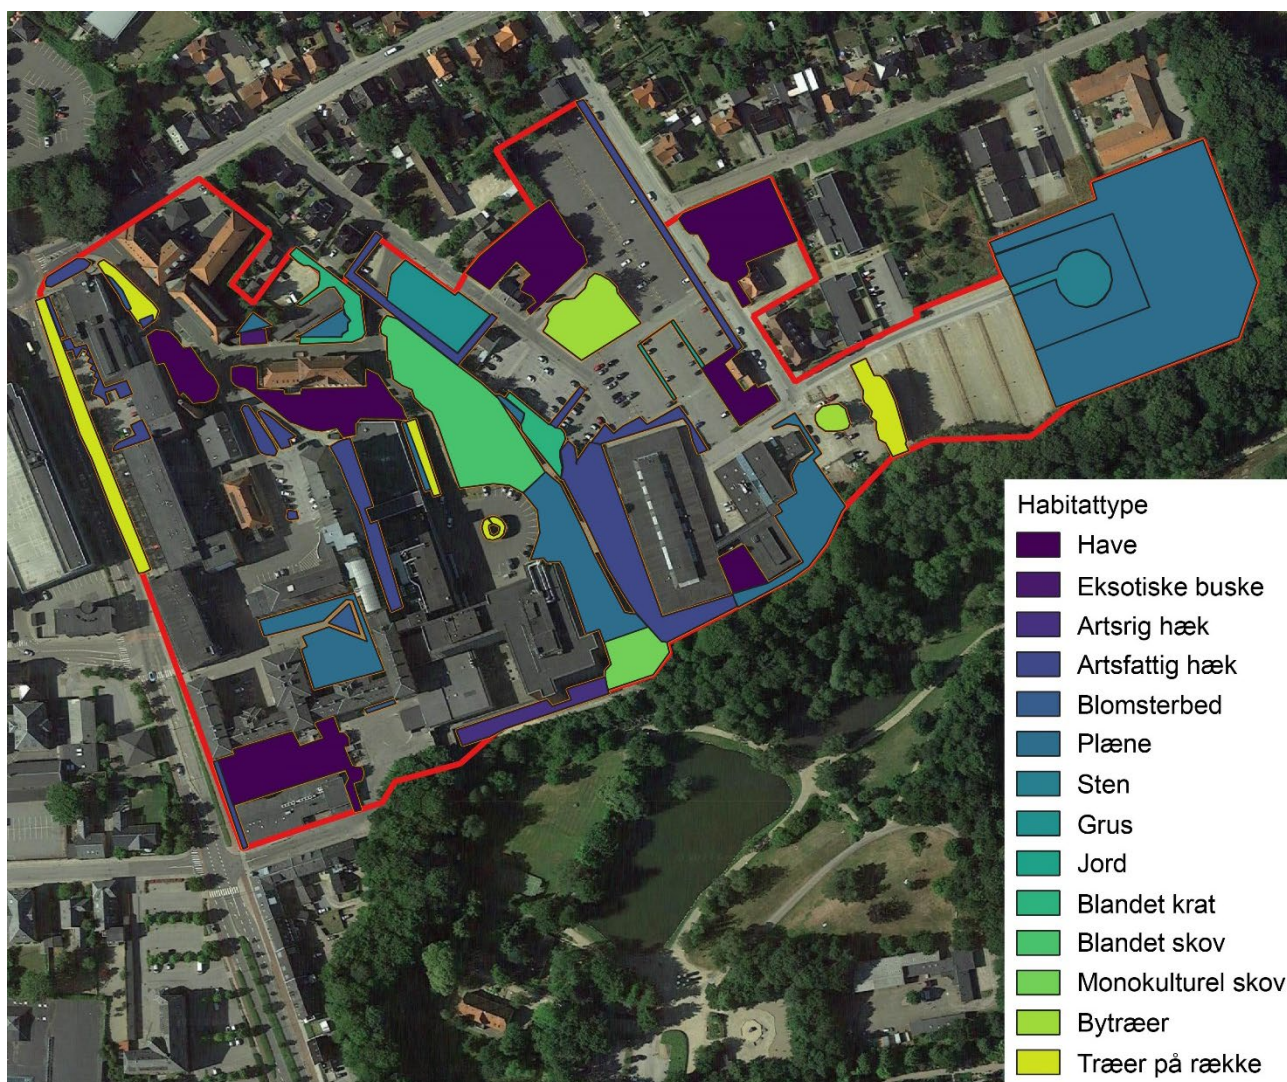 Habitattype
Have
Eksotiske buske
Artsrig hæk
Artsfattig hæk
Blomsterbed
Plæne
Sten
Grus
Jord
Blandet krat
Blandet skov
Monokulturel skov
Bytræer
Træer på række